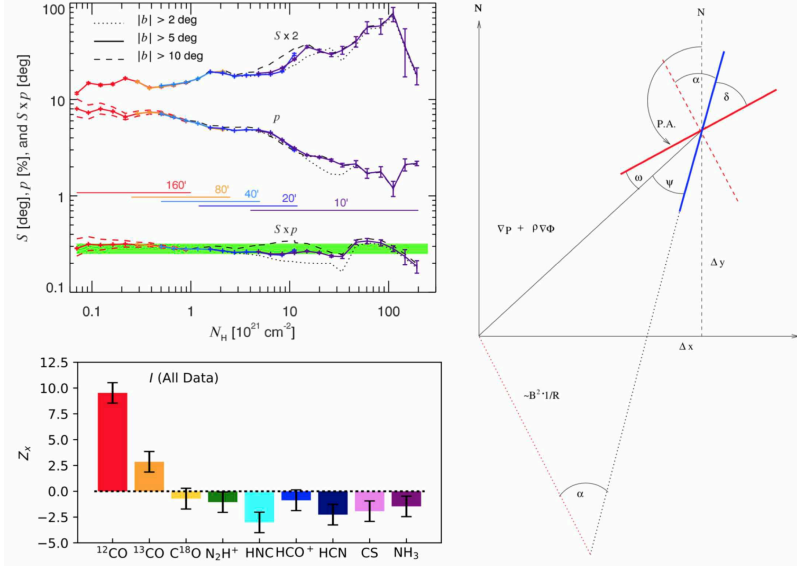 |b| > 2 deg
|b| > 5 deg
|b| > 10 deg
S x 2
p
160'
80'
40'
20'
10'
S x p
S [deg], p [%], and S x p [deg]
100.0
10.0
1.0
0.1
0.1
1
10
100
N_H [10^21 cm^-2]
I (All Data)
Z_x
12.5
10.0
7.5
5.0
2.5
0.0
−2.5
−5.0
¹²CO
¹³CO
C¹⁸O
N₂H⁺
HNC
HCO⁺
HCN
CS
NH₃
N
N
α
δ
P.A.
ω
ψ
∇P + ρ∇Φ
Δy
Δx
~B²·1/R
α